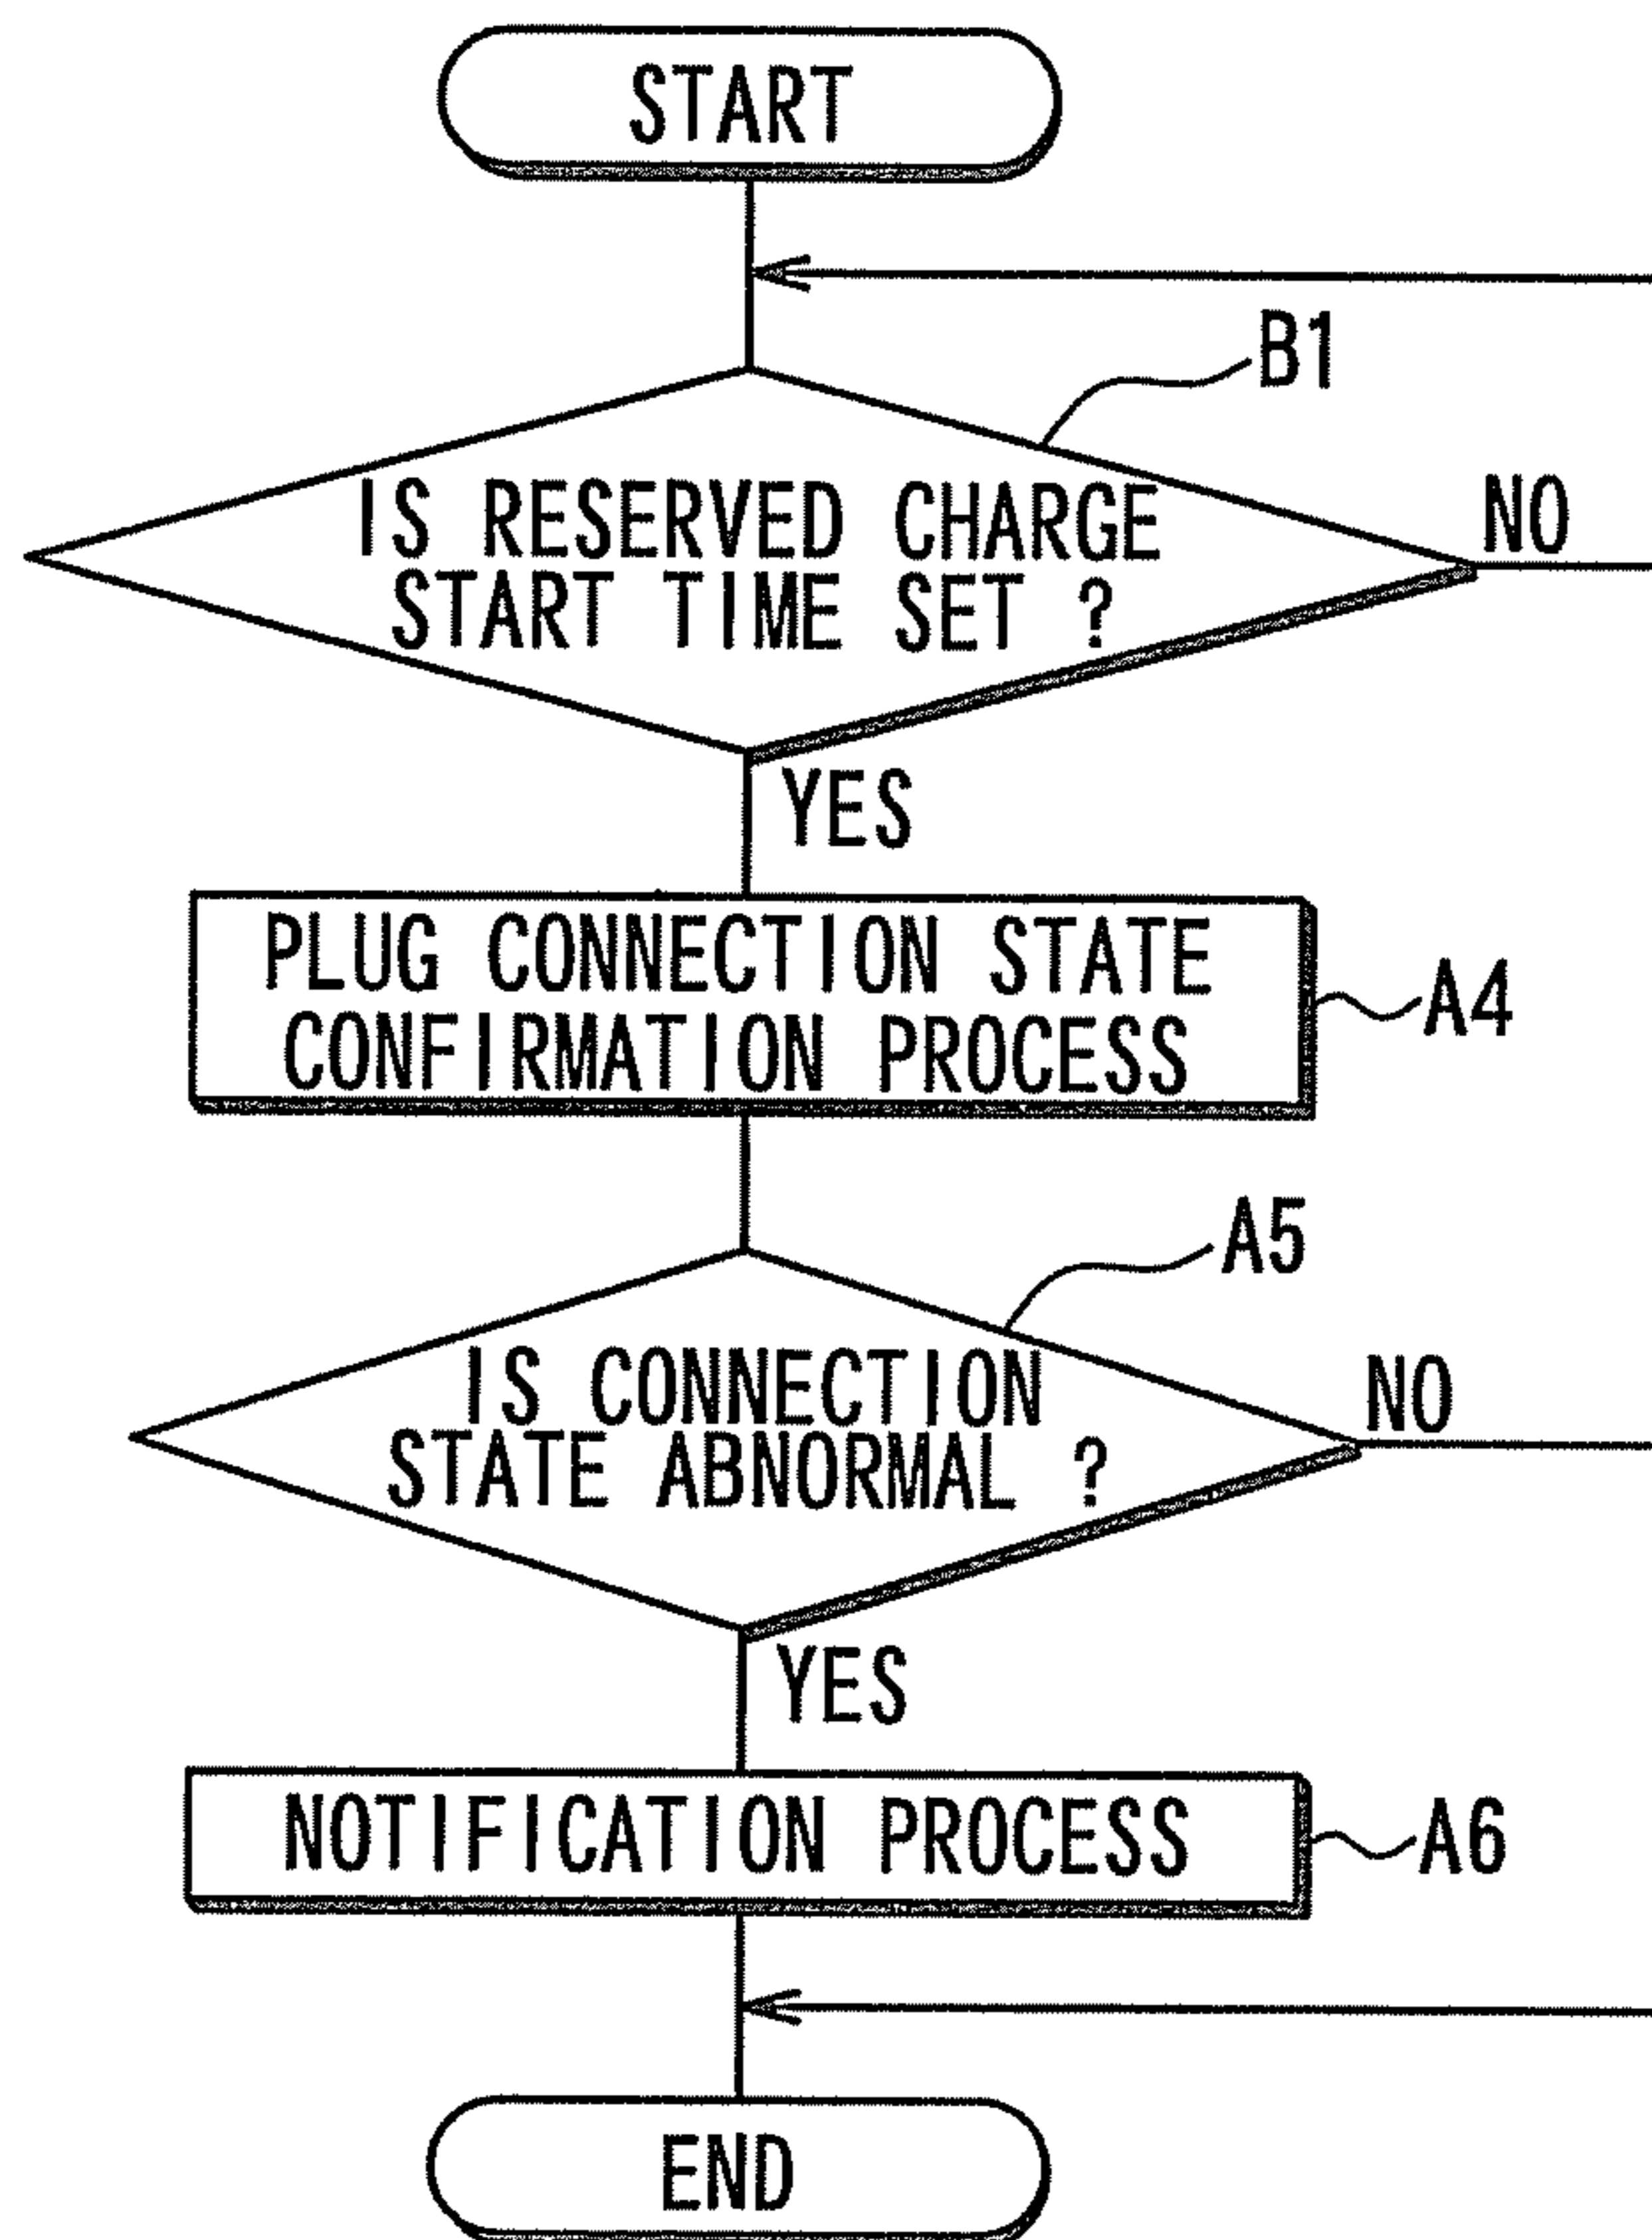 START
B1
IS RESERVED CHARGE
START TIME SET ?
NO
YES
PLUG CONNECTION STATE
CONFIRMATION PROCESS
A4
A5
IS CONNECTION
STATE ABNORMAL ?
NO
YES
NOTIFICATION PROCESS
A6
END